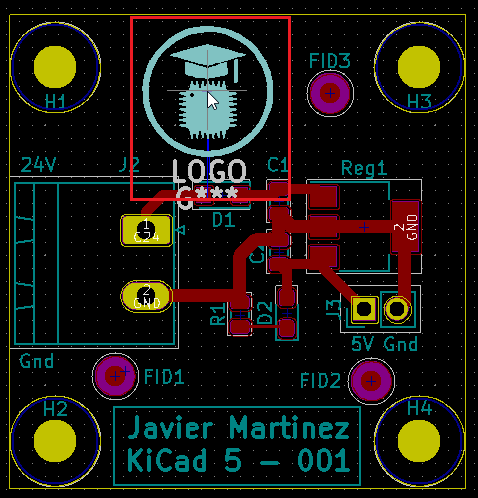 FID3
H1
H3
24V
J2
LOGO
C1
Reg1
G***
D1
1
C24
2
GND
C2
2
GND
R1
D2
J3
5V Gnd
Gnd
FID1
FID2
H2
H4
Javier Martinez
KiCad 5 - 001